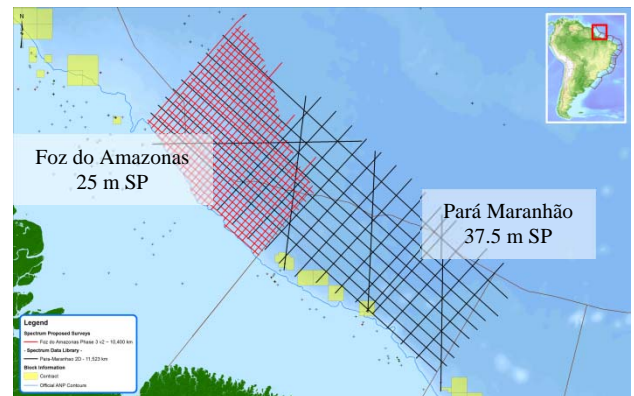 N
Foz do Amazonas
25 m SP
Pará Maranhão
37.5 m SP
Legend
Spectrum Proposed Surveys
Foz do Amazonas Phase 3 v2 ~ 10,400 km
- Spectrum Data Library -
Para-Maranhao 2D - 11,523 km
Block Information
Contract
Official ANP Contours